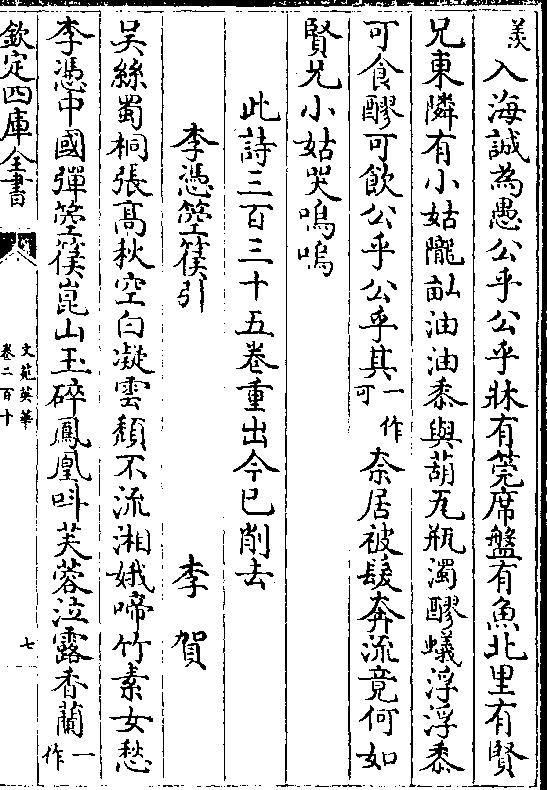 羨入海誠為愚公乎公乎牀有莞席盤有魚北里有賢
兄東隣有小姑隴畝油油黍與葫瓦瓶濁醪蟻浮浮黍
可食醪可飲公乎公乎其一作可奈居被髮奔流竟何如
賢兄小姑哭嗚嗚
此詩三百三十五卷重出今已削去
李憑箜篌引 李賀
吴絲蜀桐張髙秋空白凝雲頽不流湘娥啼竹素女愁
李憑中國彈箜篌崑山玉碎鳳凰叫芙蓉泣露香蘭一作
欽定四庫全書
文苑英華
卷二百十
七